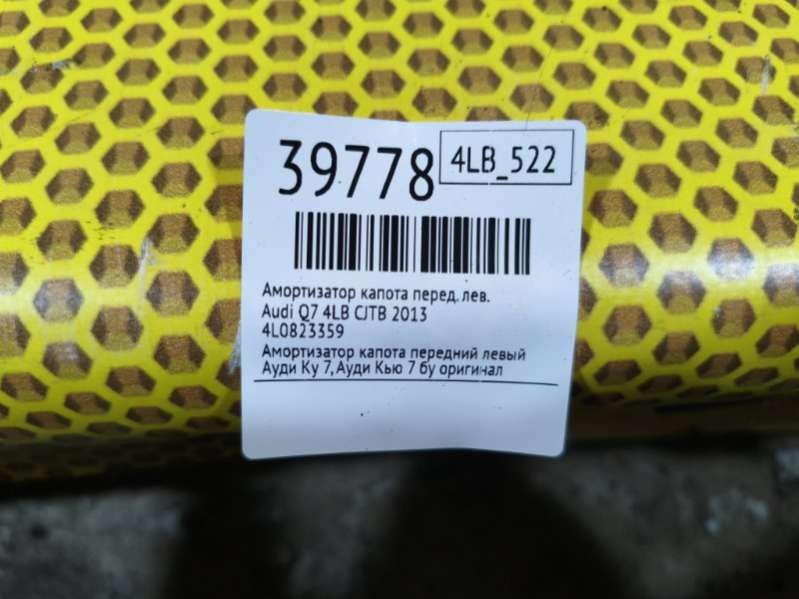 39778
4LB_522
Амортизатор капота перед. лев.
Audi Q7 4LB CJTB 2013
4L0823359
Амортизатор капота передний левый
Ауди Ку 7, Ауди Кью 7 бу оригинал